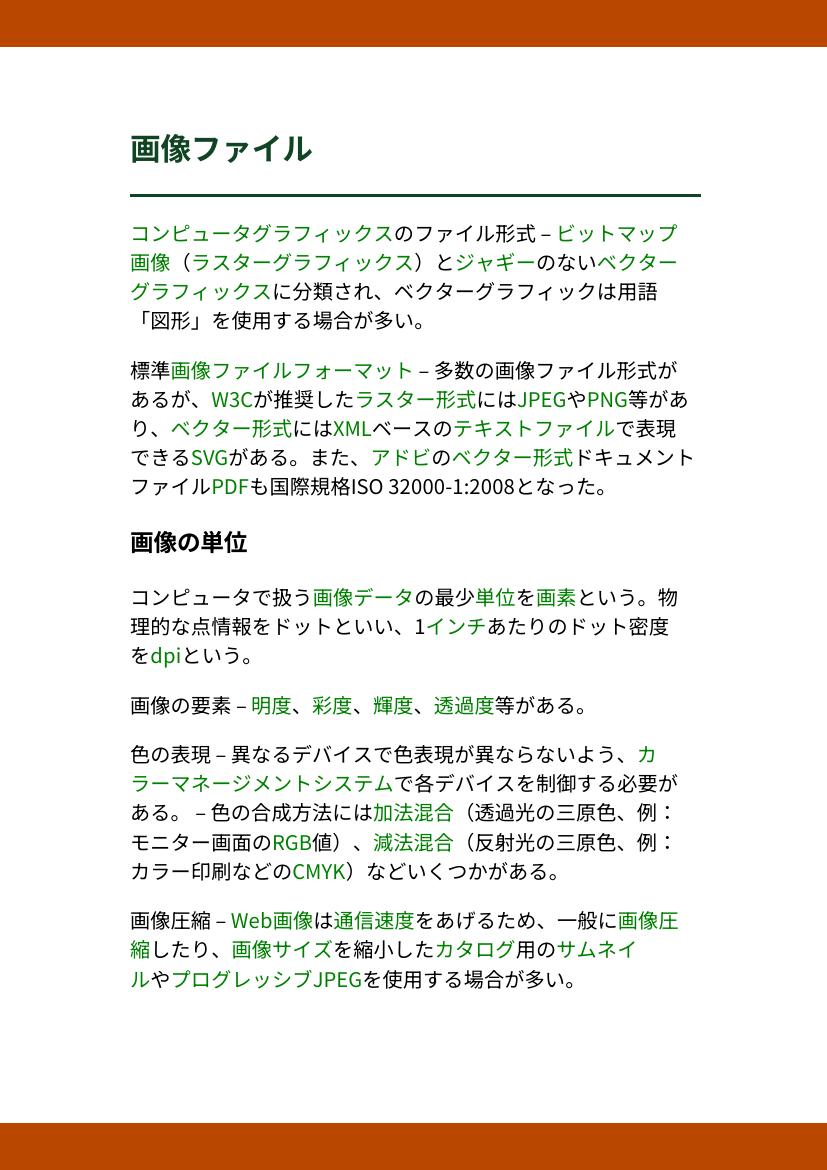 画像ファイル
コンピュータグラフィックスのファイル形式 – ビットマップ
画像（ラスターグラフィックス）とジャギーのないベクター
グラフィックスに分類され、ベクターグラフィックは用語
「図形」を使用する場合が多い。
標準画像ファイルフォーマット – 多数の画像ファイル形式が
あるが、W3Cが推奨したラスター形式にはJPEGやPNG等があ
り、ベクター形式にはXMLベースのテキストファイルで表現
できるSVGがある。また、アドビのベクター形式ドキュメント
ファイルPDFも国際規格ISO 32000-1:2008となった。
画像の単位
コンピュータで扱う画像データの最少単位を画素という。物
理的な点情報をドットといい、1インチあたりのドット密度
をdpiという。
画像の要素 – 明度、彩度、輝度、透過度等がある。
色の表現 – 異なるデバイスで色表現が異ならないよう、カ
ラーマネージメントシステムで各デバイスを制御する必要が
ある。 – 色の合成方法には加法混合（透過光の三原色、例：
モニター画面のRGB値）、減法混合（反射光の三原色、例：
カラー印刷などのCMYK）などいくつかがある。
画像圧縮 – Web画像は通信速度をあげるため、一般に画像圧
縮したり、画像サイズを縮小したカタログ用のサムネイ
ルやプログレッシブJPEGを使用する場合が多い。